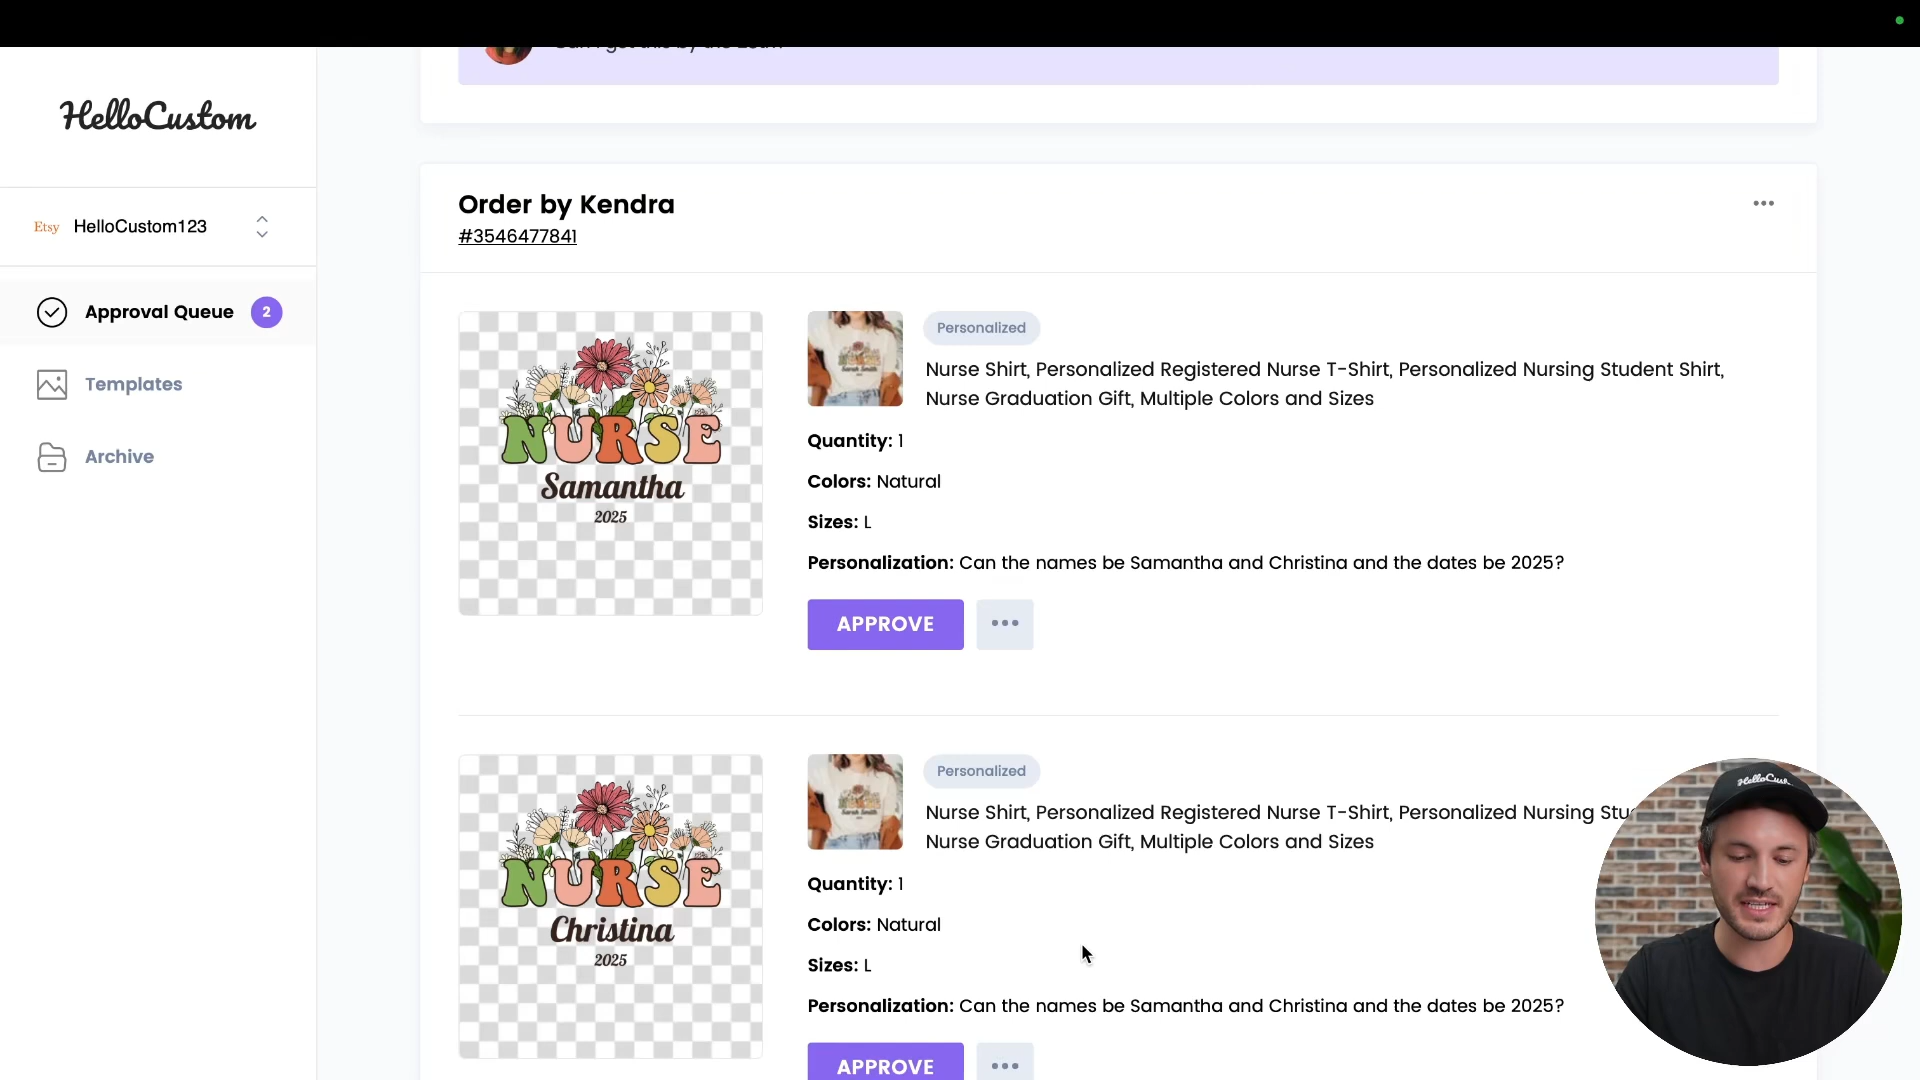 HelloCustom
Etsy HelloCustom123
Approval Queue 2
Templates
Archive
Order by Kendra
#3546477841
NURSE
Samantha
2025
Personalized
Nurse Shirt, Personalized Registered Nurse T-Shirt, Personalized Nursing Student Shirt,
Nurse Graduation Gift, Multiple Colors and Sizes
Quantity: 1
Colors: Natural
Sizes: L
Personalization: Can the names be Samantha and Christina and the dates be 2025?
APPROVE
NURSE
Christina
2025
Personalized
Nurse Shirt, Personalized Registered Nurse T-Shirt, Personalized Nursing
Nurse Graduation Gift, Multiple Colors and Sizes
Quantity: 1
Colors: Natural
Sizes: L
Personalization: Can the names be Samantha and Christina and the dates be 2025?
APPROVE